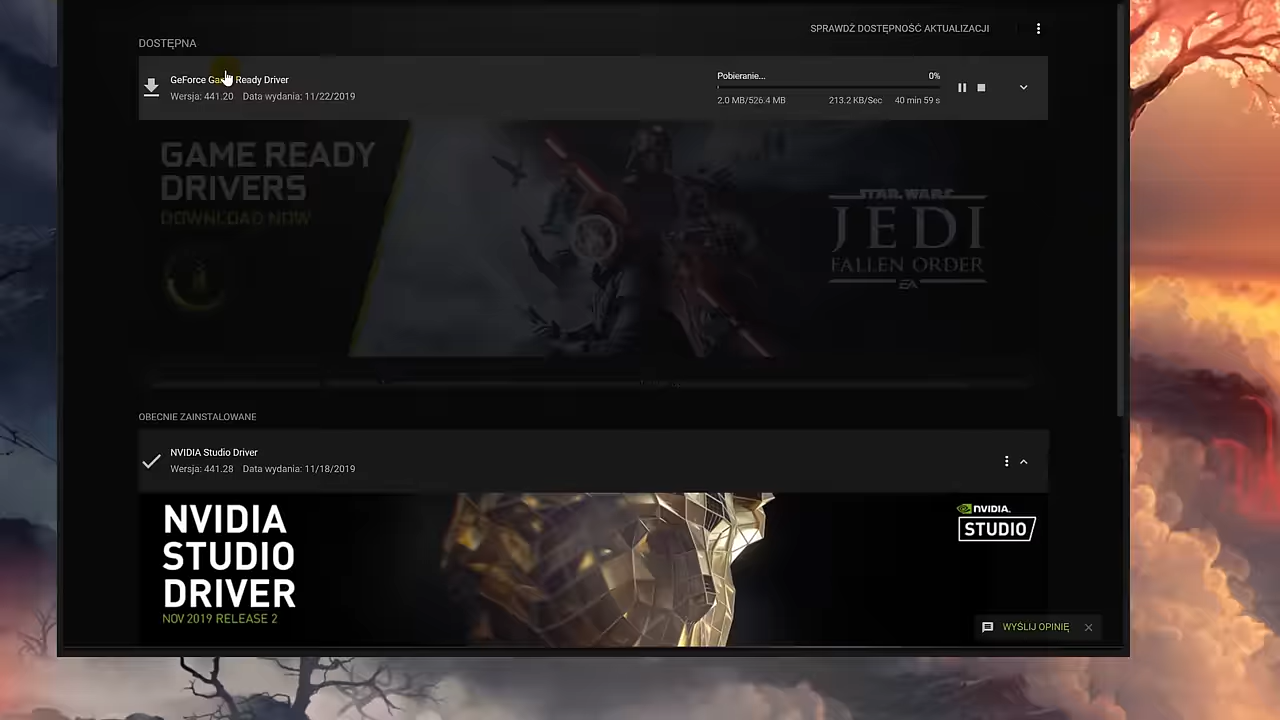 SPRAWDŹ DOSTĘPNOŚĆ AKTUALIZACJI
DOSTĘPNA
GeForce Game Ready Driver
Wersja: 441.20 Data wydania: 11/22/2019
Pobieranie... 0%
2.0 MB/526.4 MB 213.2 KB/Sec 40 min 59 s
GAME READY
DRIVERS
DOWNLOAD NOW
STAR WARS
JEDI
FALLEN ORDER
EA
OBECNIE ZAINSTALOWANE
NVIDIA Studio Driver
Wersja: 441.28 Data wydania: 11/18/2019
NVIDIA
STUDIO
DRIVER
NOV 2019 RELEASE 2
NVIDIA.
STUDIO
WYŚLIJ OPINIĘ